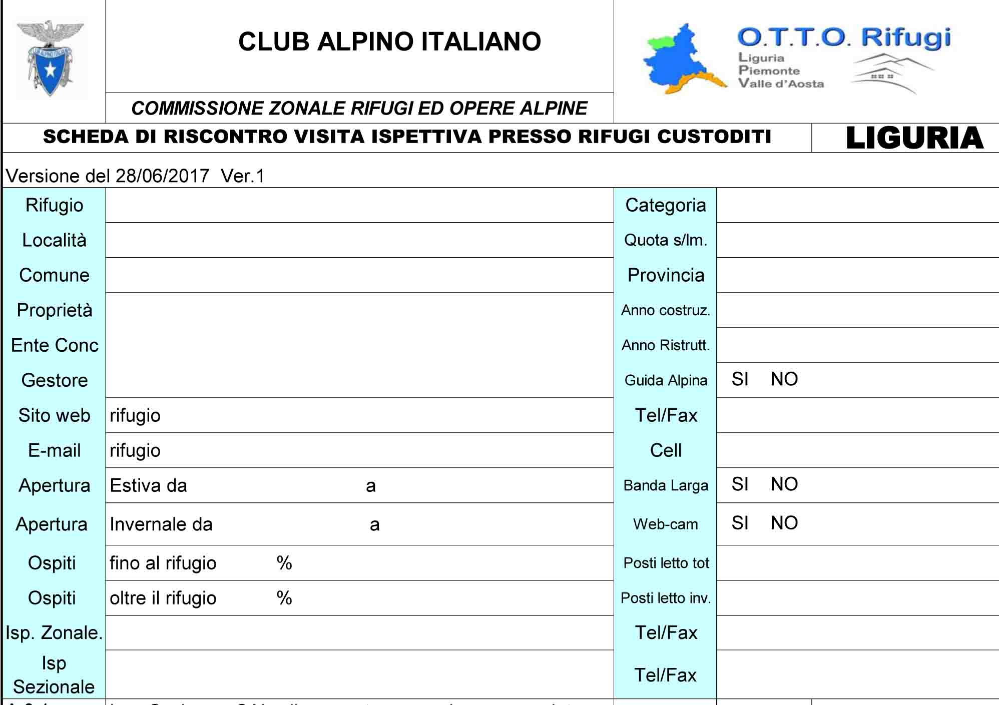 CLUB ALPINO ITALIANO
CLUB ALPINO ITALIANO
COMMISSIONE ZONALE RIFUGI ED OPERE ALPINE
O.T.T.O. Rifugi
Liguria
Piemonte
Valle d'Aosta
SCHEDA DI RISCONTRO VISITA ISPETTIVA PRESSO RIFUGI CUSTODITI LIGURIA
Versione del 28/06/2017 Ver.1
Rifugio Categoria
Località Quota s/lm.
Comune Provincia
Proprietà Anno costruz.
Ente Conc Anno Ristrutt.
Gestore Guida Alpina SI NO
Sito web rifugio Tel/Fax
E-mail rifugio Cell
Apertura Estiva da a Banda Larga SI NO
Apertura Invernale da a Web-cam SI NO
Ospiti fino al rifugio % Posti letto tot
Ospiti oltre il rifugio % Posti letto inv.
Isp. Zonale. Tel/Fax
Isp
Sezionale Tel/Fax